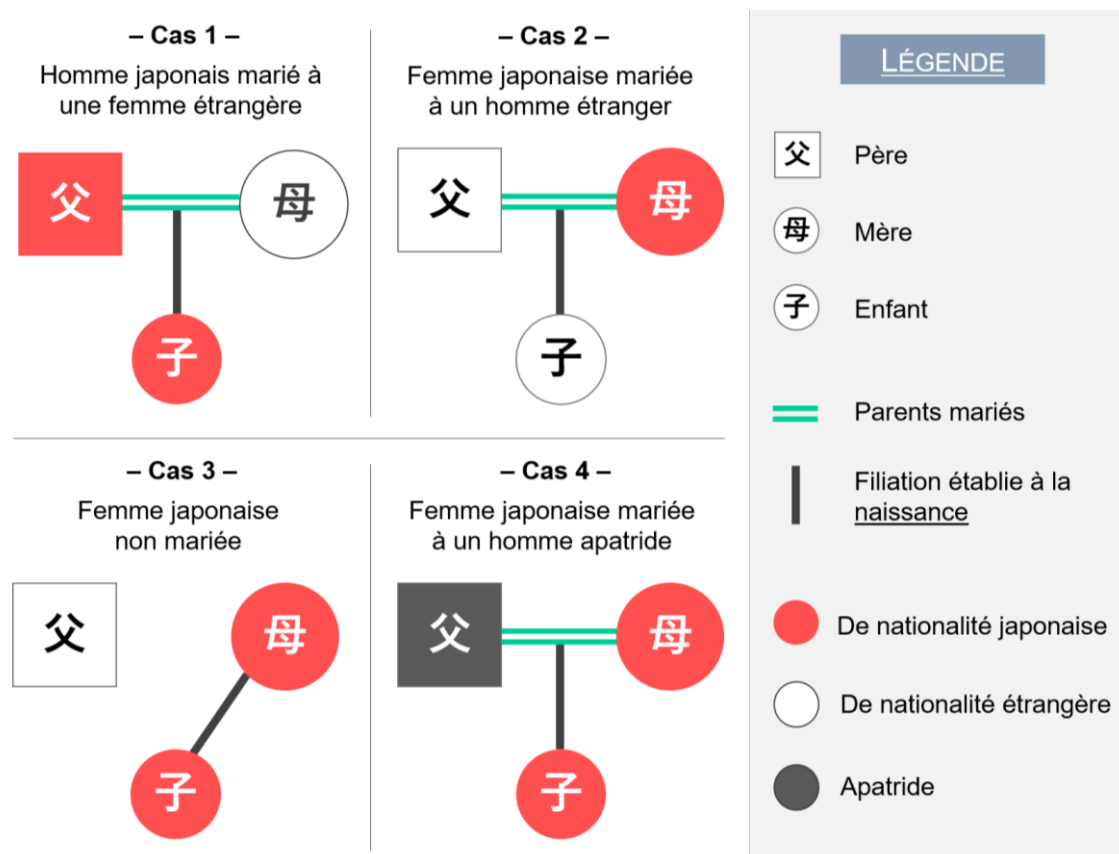 – Cas 1 –
Homme japonais marié à
une femme étrangère
父
母
子
– Cas 2 –
Femme japonaise mariée
à un homme étranger
父
母
子
– Cas 3 –
Femme japonaise
non mariée
父
母
子
– Cas 4 –
Femme japonaise mariée
à un homme apatride
父
母
子
LÉGENDE
父 Père
母 Mère
子 Enfant
Parents mariés
Filiation établie à la
naissance
De nationalité japonaise
De nationalité étrangère
Apatride